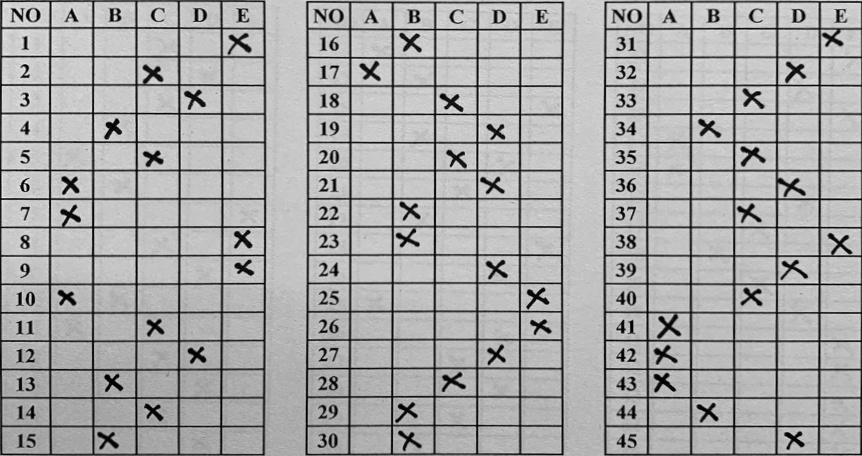 NO A B C D E
1 X
2 X
3 X
4 X
5 X
6 X
7 X
8 X
9 X
10 X
11 X
12 X
13 X
14 X
15 X
NO A B C D E
16 X
17 X
18 X
19 X
20 X
21 X
22 X
23 X
24 X
25 X
26 X
27 X
28 X
29 X
30 X
NO A B C D E
31 X
32 X
33 X
34 X
35 X
36 X
37 X
38 X
39 X
40 X
41 X
42 X
43 X
44 X
45 X